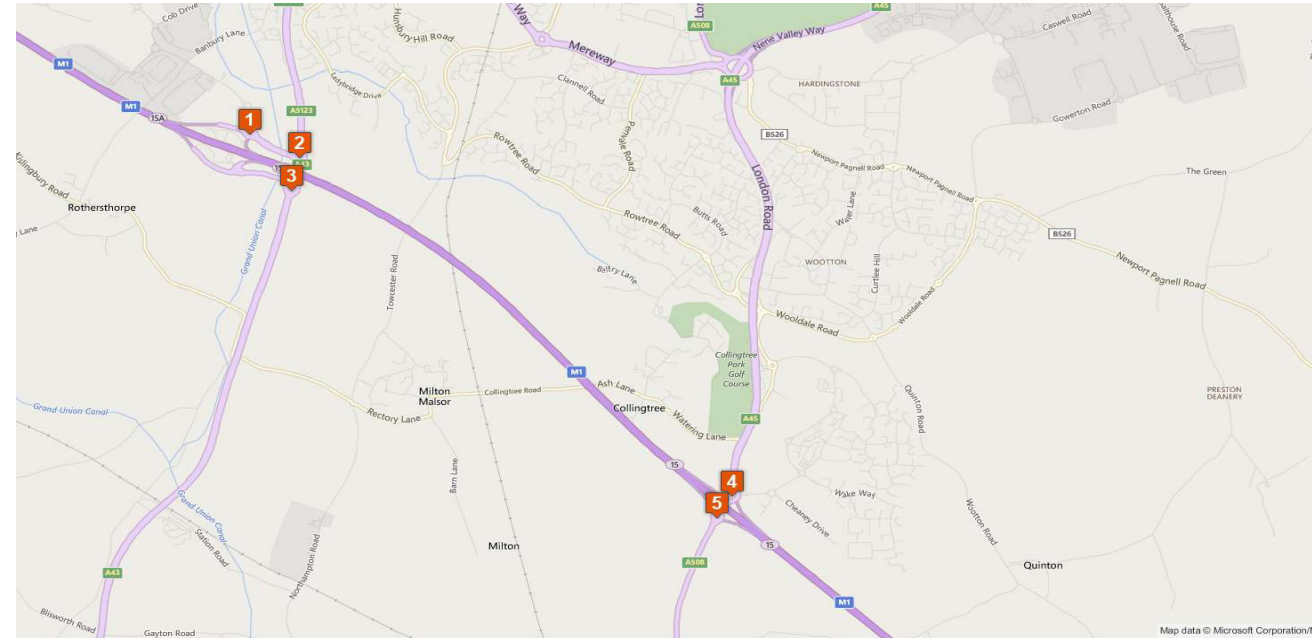 Cob Drive
Banbury Lane
Hunsbury Hill Road
Way
Mereway
A508
Nene Valley Way
A45
Caswell Road
M1
Ladybridge Drive
Clannell Road
A45
HARDINGSTONE
Gowerton Road
M1
15A
1
A5123
2
Penvale Road
B526
Rowtree Road
Newport Pagnell Road
Newport Pagnell Road
A43
3
London Road
The Green
Kislingbury Road
Rothersthorpe
Lane
Grand Union Canal
Butts Road
Rowtree Road
Water Lane
B526
Towcester Road
WOOTTON
Curtlee Hill
Newport Pagnell Road
Wooldale Road
Wooldale Road
Collingtree
Park
Golf
Course
M1
Milton
Malsor
Collingtree Road
Ash Lane
Collingtree
Quinton Road
PRESTON
DEANERY
Grand Union Canal
Rectory Lane
Watering Lane
A45
15
4
5
Barn Lane
Wake Way
Cheaney Drive
Grand Union Canal
Station Road
Northampton Road
Milton
15
Wootton Road
A508
Quinton
A43
M1
Blisworth Road
Gayton Road
Map data © Microsoft Corporation/